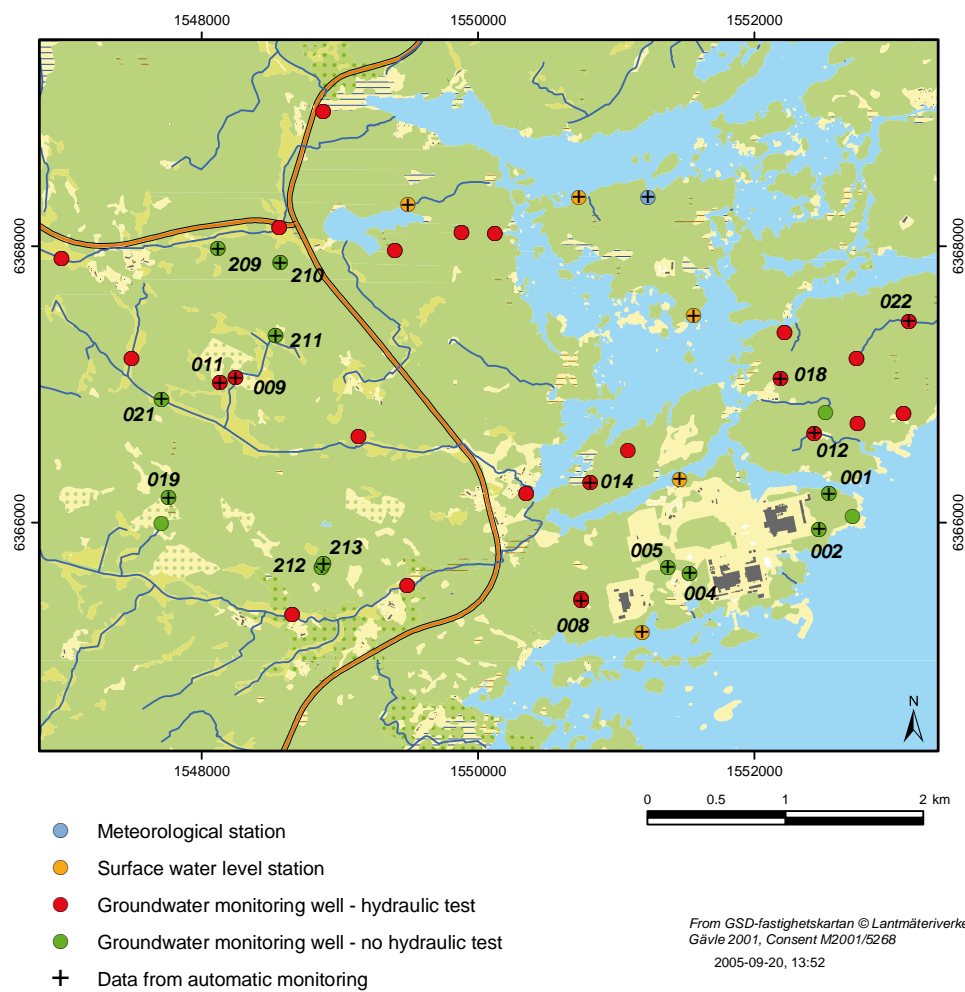 1548000 1550000 1552000
6368000 6368000
209
210
022
211
011
009
018
021
012
019
014
001
6366000 6366000
002
213
212
005
004
008
N
1548000 1550000 1552000
0 0.5 1 2 km
Meteorological station
Surface water level station
Groundwater monitoring well - hydraulic test
Groundwater monitoring well - no hydraulic test
Data from automatic monitoring
From GSD-fastighetskartan © Lantmäteriverke
Gävle 2001, Consent M2001/5268
2005-09-20, 13:52